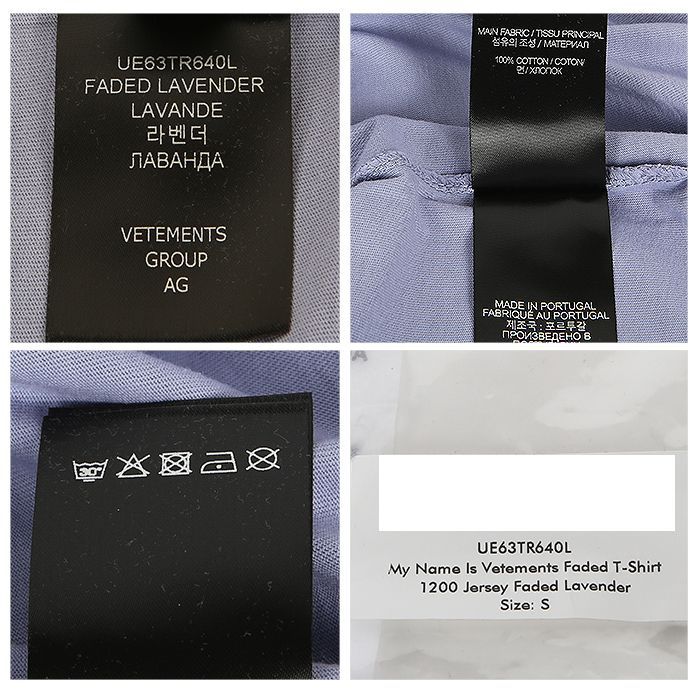 UE63TR640L
FADED LAVENDER
LAVANDE
라벤더
ЛАВАНДА
VETEMENTS
GROUP
AG
MAIN FABRIC / TISSU PRINCIPAL
섬유의 조성 / МАТЕРИАЛ
100% COTTON / COTON/
면 / ХЛОПОК
MADE IN PORTUGAL
FABRIQUÉ AU PORTUGAL
제조국 : 포르투갈
ПРОИЗВЕДЕНО В
30°
UE63TR640L
My Name Is Vetements Faded T-Shirt
1200 Jersey Faded Lavender
Size: S